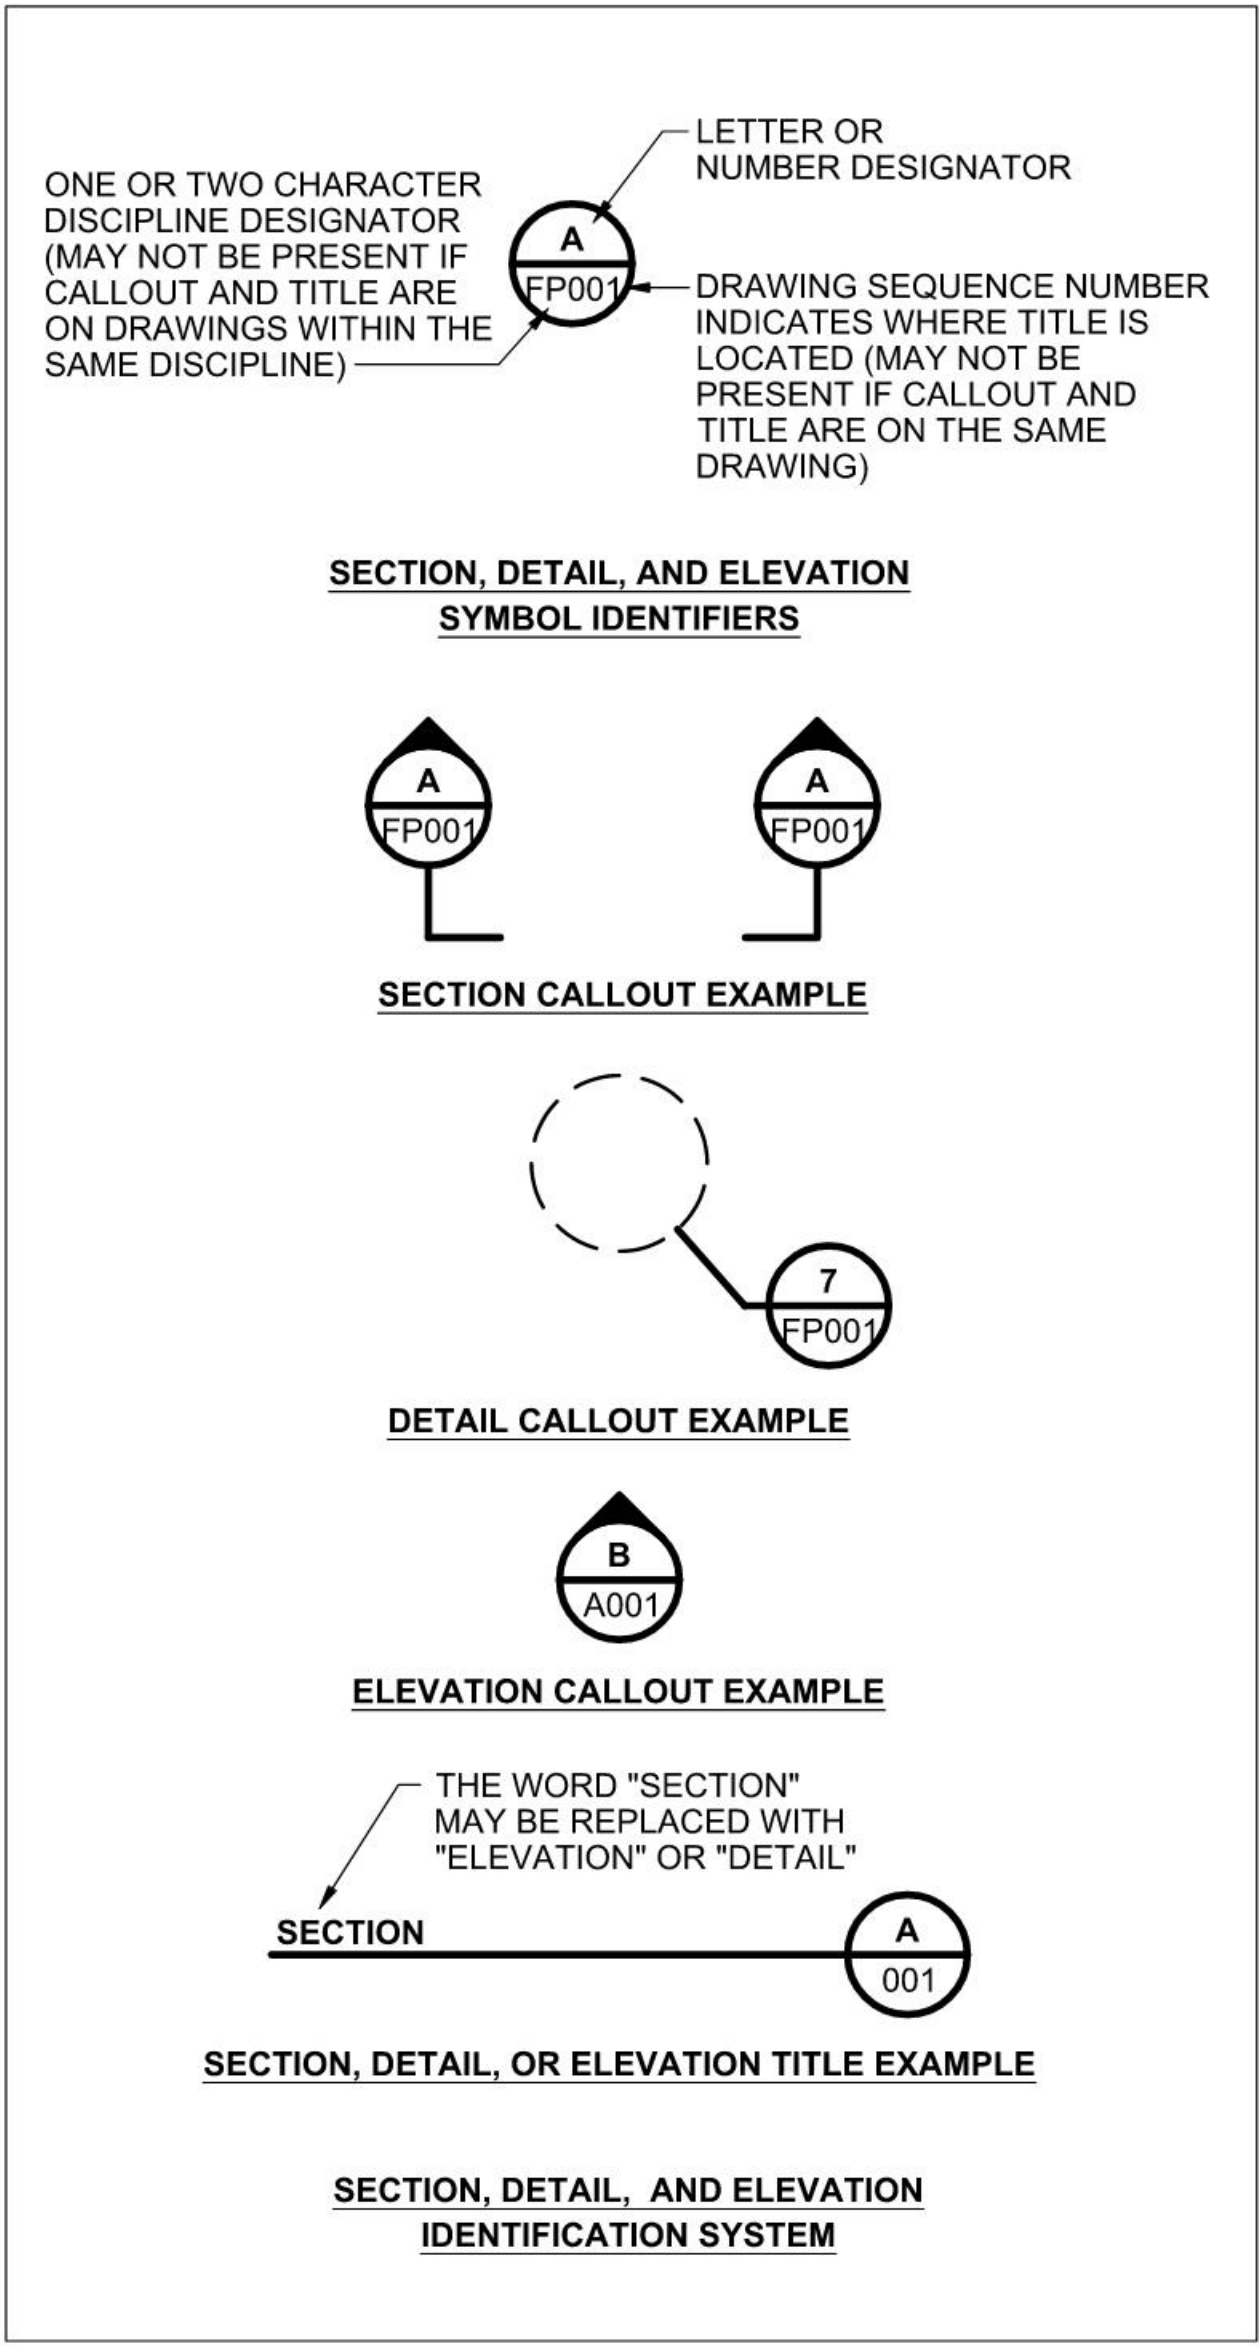 LETTER OR
NUMBER DESIGNATOR
ONE OR TWO CHARACTER
DISCIPLINE DESIGNATOR
(MAY NOT BE PRESENT IF
CALLOUT AND TITLE ARE
ON DRAWINGS WITHIN THE
SAME DISCIPLINE)
A
FP001
DRAWING SEQUENCE NUMBER
INDICATES WHERE TITLE IS
LOCATED (MAY NOT BE
PRESENT IF CALLOUT AND
TITLE ARE ON THE SAME
DRAWING)
SECTION, DETAIL, AND ELEVATION
SYMBOL IDENTIFIERS
A
FP001
A
FP001
SECTION CALLOUT EXAMPLE
7
FP001
DETAIL CALLOUT EXAMPLE
B
A001
ELEVATION CALLOUT EXAMPLE
THE WORD "SECTION"
MAY BE REPLACED WITH
"ELEVATION" OR "DETAIL"
SECTION
A
001
SECTION, DETAIL, OR ELEVATION TITLE EXAMPLE
SECTION, DETAIL, AND ELEVATION
IDENTIFICATION SYSTEM